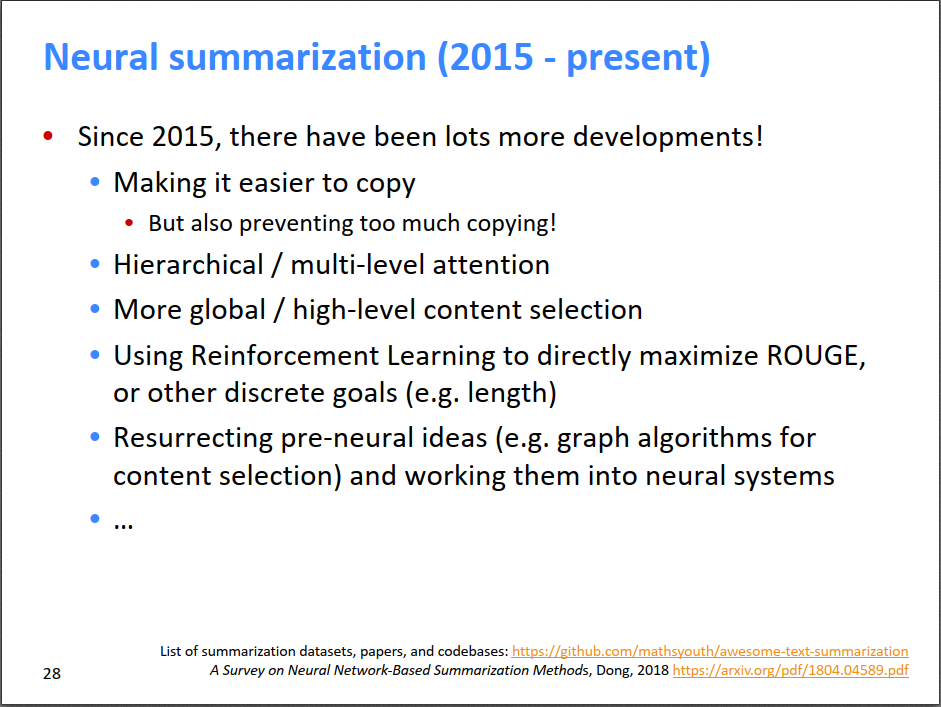 Neural summarization (2015 - present)
• Since 2015, there have been lots more developments!
• Making it easier to copy
• But also preventing too much copying!
• Hierarchical / multi-level attention
• More global / high-level content selection
• Using Reinforcement Learning to directly maximize ROUGE,
or other discrete goals (e.g. length)
• Resurrecting pre-neural ideas (e.g. graph algorithms for
content selection) and working them into neural systems
• …
List of summarization datasets, papers, and codebases: https://github.com/mathsyouth/awesome-text-summarization
A Survey on Neural Network-Based Summarization Methods, Dong, 2018 https://arxiv.org/pdf/1804.04589.pdf
28